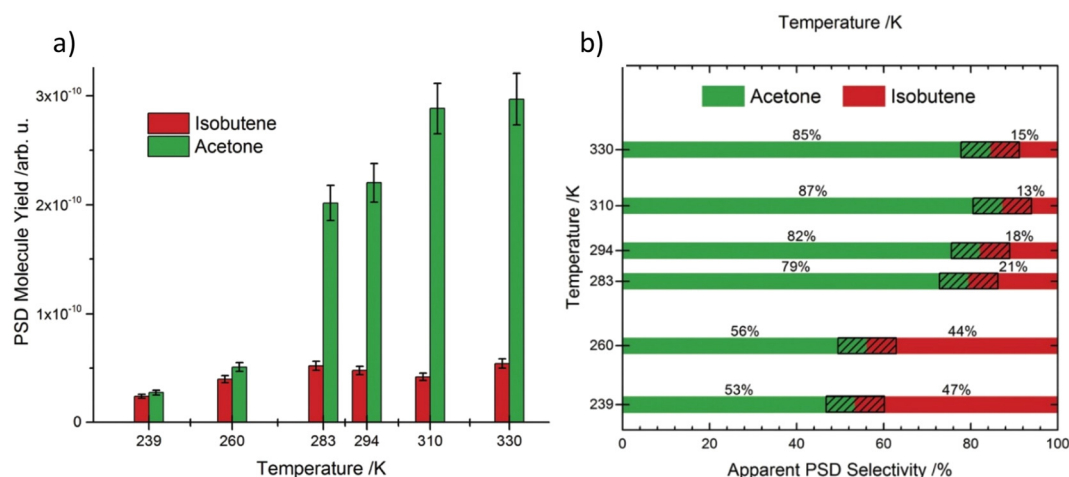 a)
PSD Molecule Yield /arb. u.
3x10⁻¹⁰
2x10⁻¹⁰
1x10⁻¹⁰
0
Isobutene
Acetone
239 260 283 294 310 330
Temperature /K
Temperature /K
b)
Acetone Isobutene
Temperature /K
85% 15%
330
87% 13%
310
82% 18%
294
79% 21%
283
56% 44%
260
53% 47%
239
0 20 40 60 80 100
Apparent PSD Selectivity /%